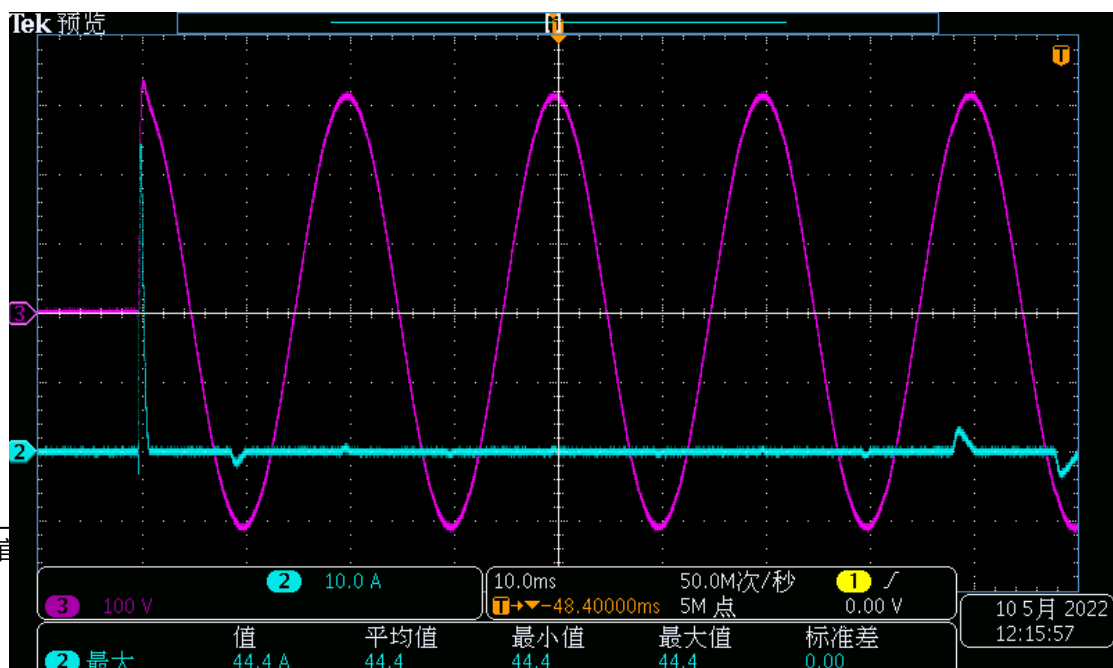 Tek 预览
T
T
3
2
2 10.0 A
3 100 V
10.0ms 50.0M次/秒
T→▼-48.40000ms 5M 点
1 0.00 V
10 5月 2022
12:15:57
值 平均值 最小值 最大值 标准差
2 最大 44.4 A 44.4 44.4 44.4 0.00